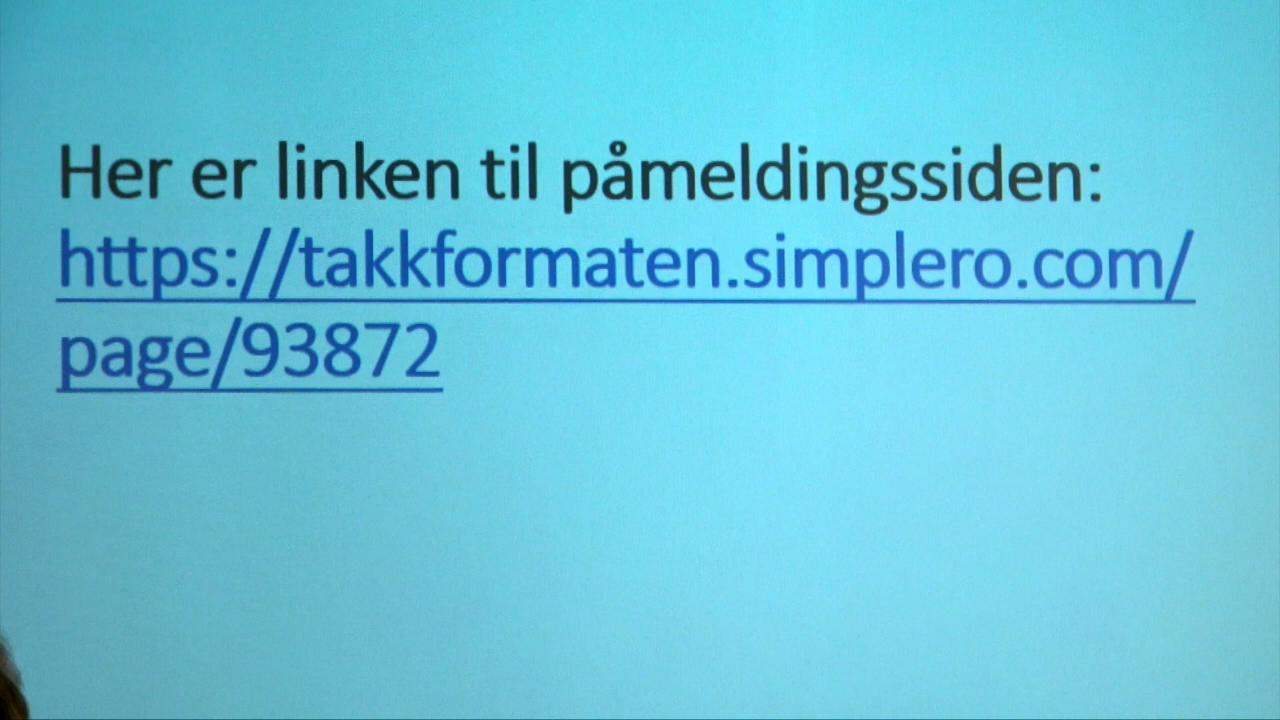 Her er linken til påmeldingssiden:
https://takkformaten.simplero.com/
page/93872